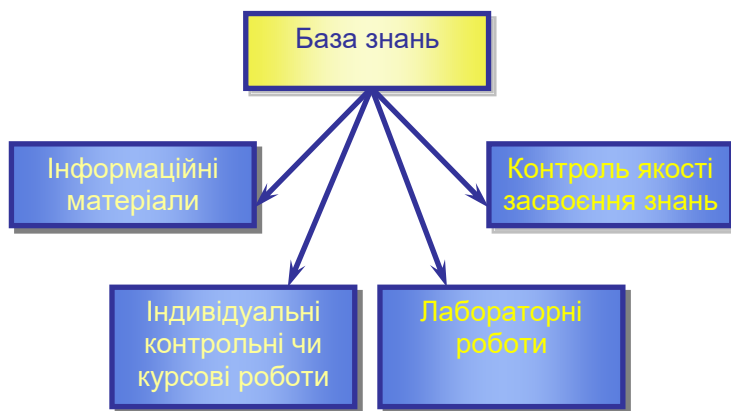 База знань
Інформаційні
матеріали
Контроль якості
засвоєння знань
Індивідуальні
контрольні чи
курсові роботи
Лабораторні
роботи